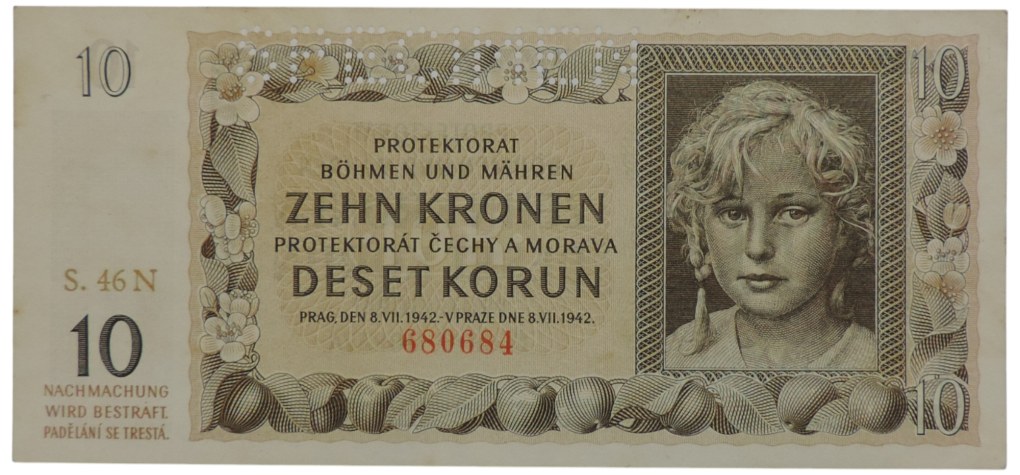 10
10
PROTEKTORAT
BÖHMEN UND MÄHREN
ZEHN KRONEN
PROTEKTORÁT ČECHY A MORAVA
DESET KORUN
PRAG, DEN 8.VII.1942.-V PRAZE DNE 8.VII.1942.
680684
S. 46 N
10
NACHMACHUNG
WIRD BESTRAFT.
PADĚLÁNÍ SE TRESTÁ.
10